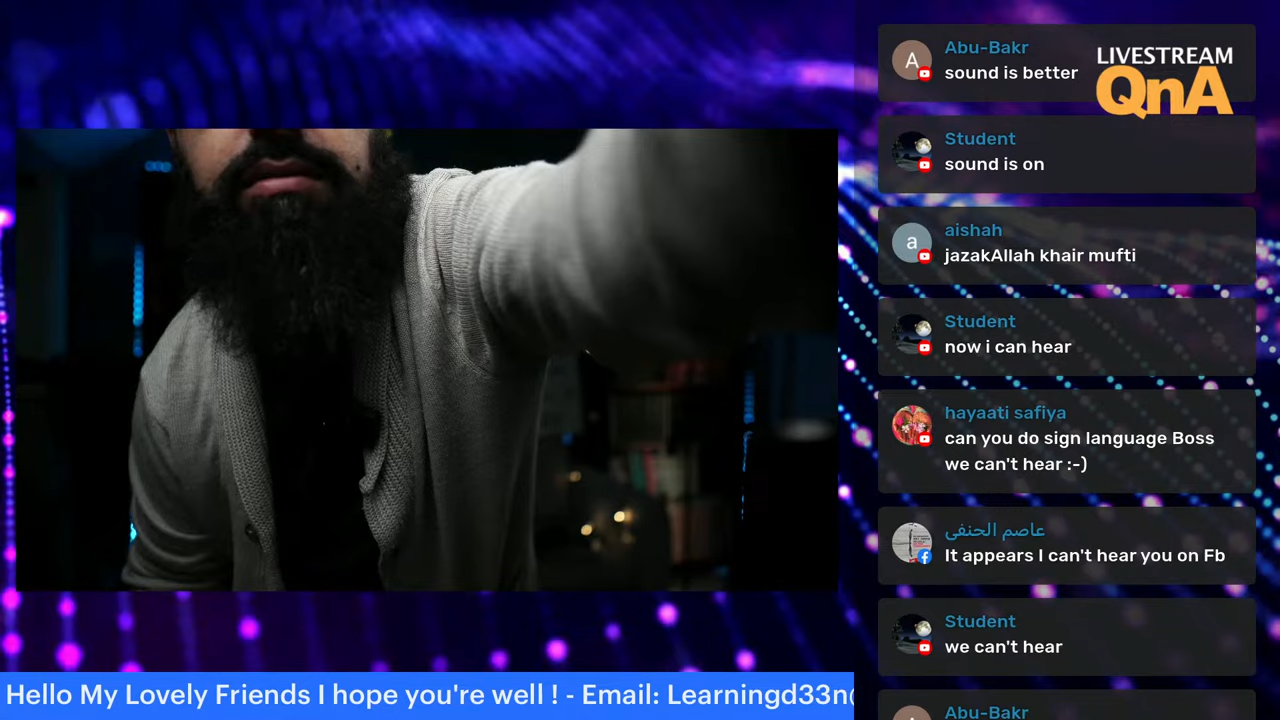 Abu-Bakr
sound is better
LIVESTREAM
QnA
Student
sound is on
aishah
jazakAllah khair mufti
Student
now i can hear
hayaati safiya
can you do sign language Boss
we can't hear :-)
عاصم الحنفی
It appears I can't hear you on Fb
Student
we can't hear
Abu-Bakr
Hello My Lovely Friends I hope you're well ! - Email: Learningd33n